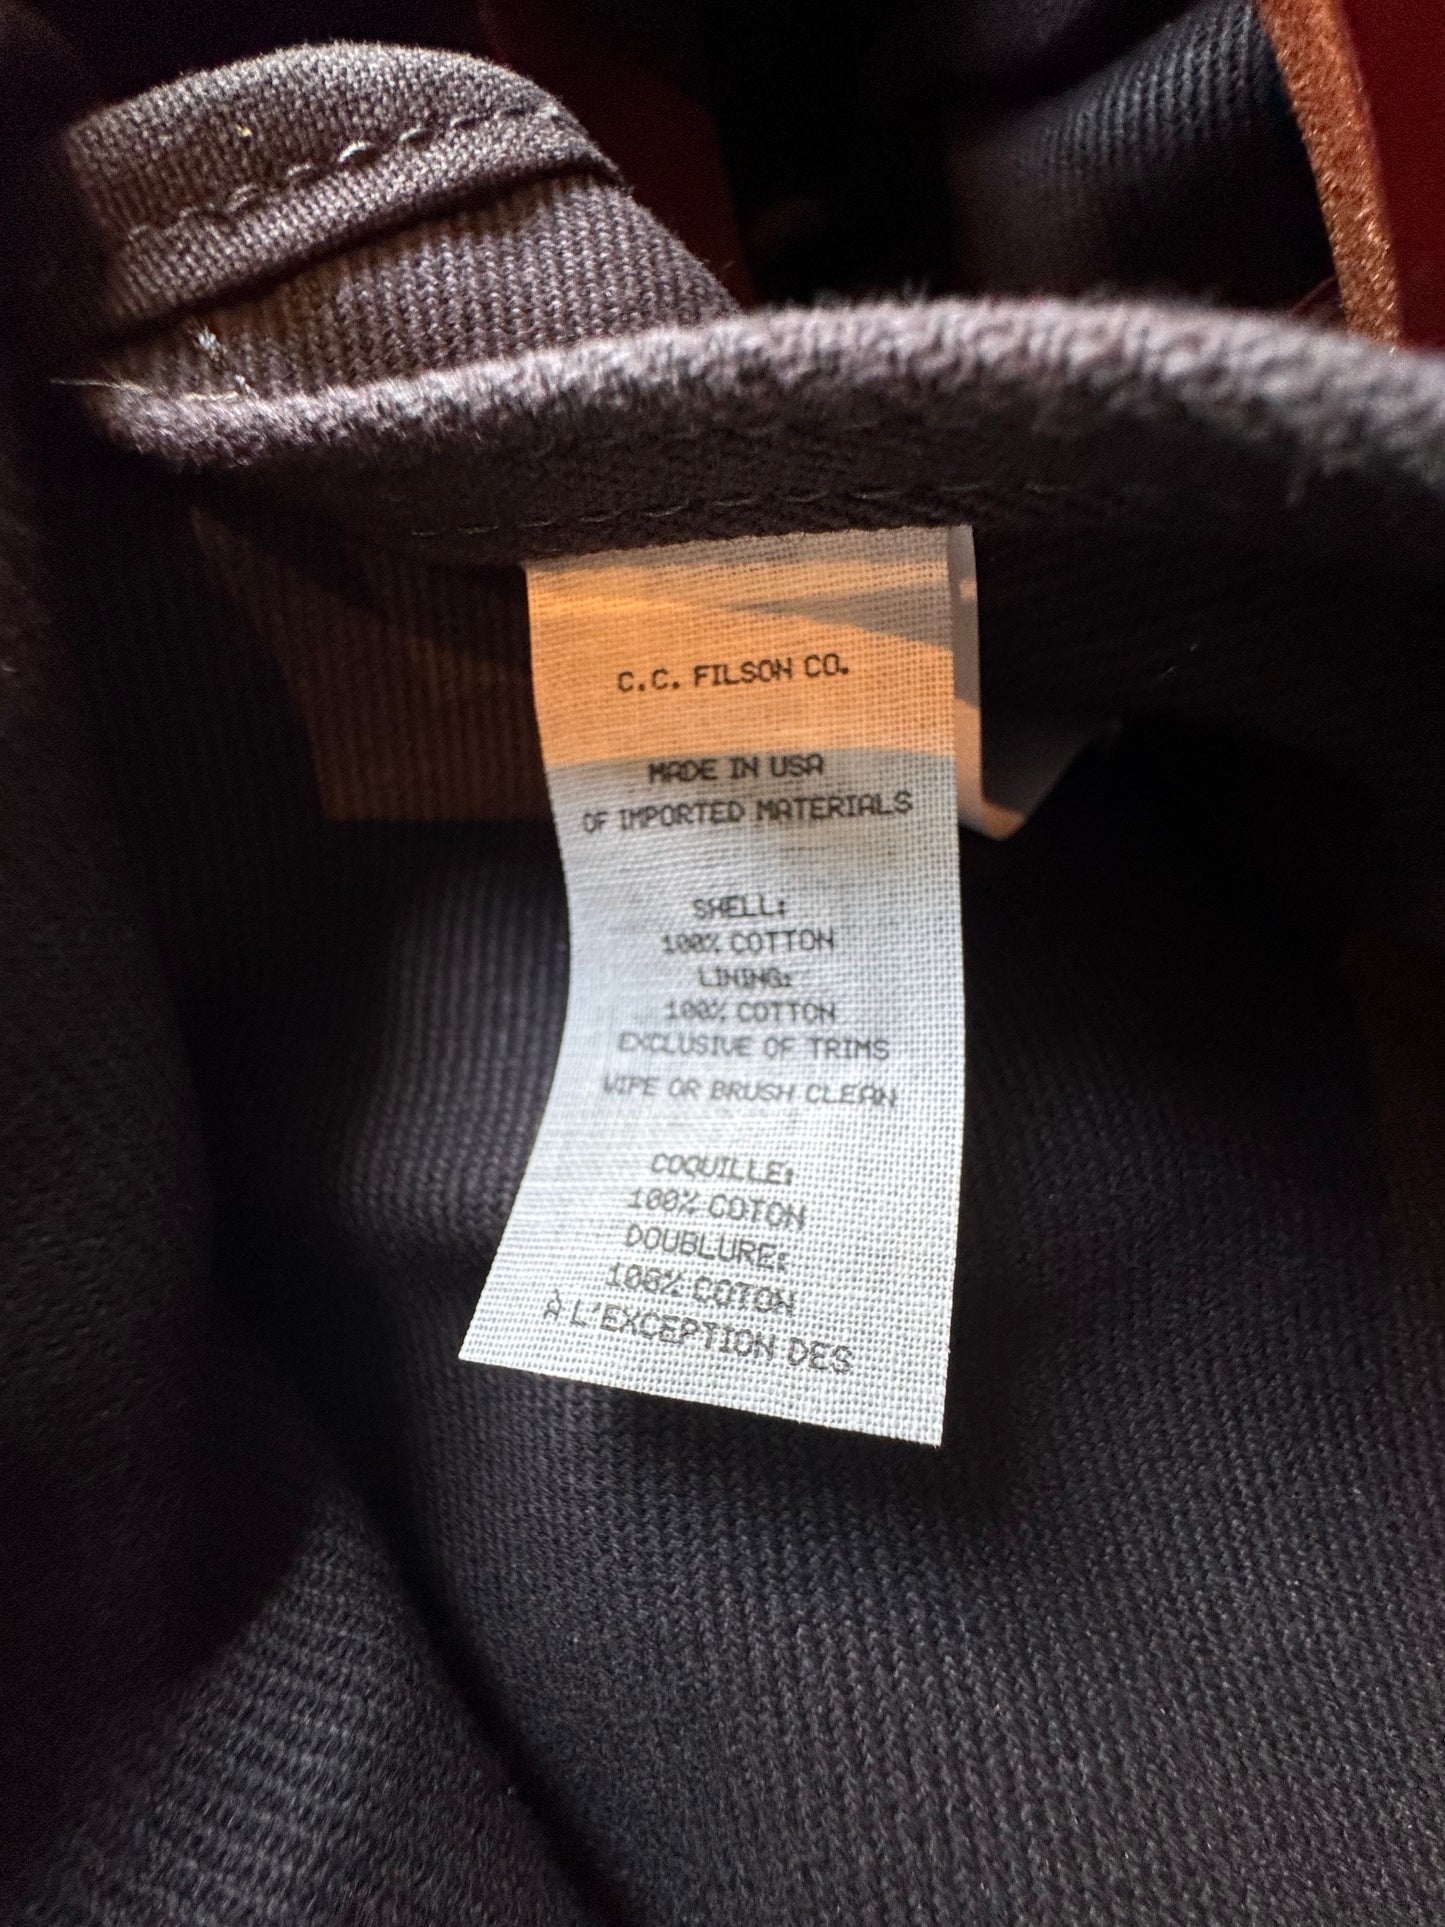 C.C. FILSON CO.
MADE IN USA
OF IMPORTED MATERIALS
SHELL:
100% COTTON
LINING:
100% COTTON
EXCLUSIVE OF TRIMS
WIPE OR BRUSH CLEAN
COQUILLE:
100% COTON
DOUBLURE:
100% COTON
À L'EXCEPTION DES